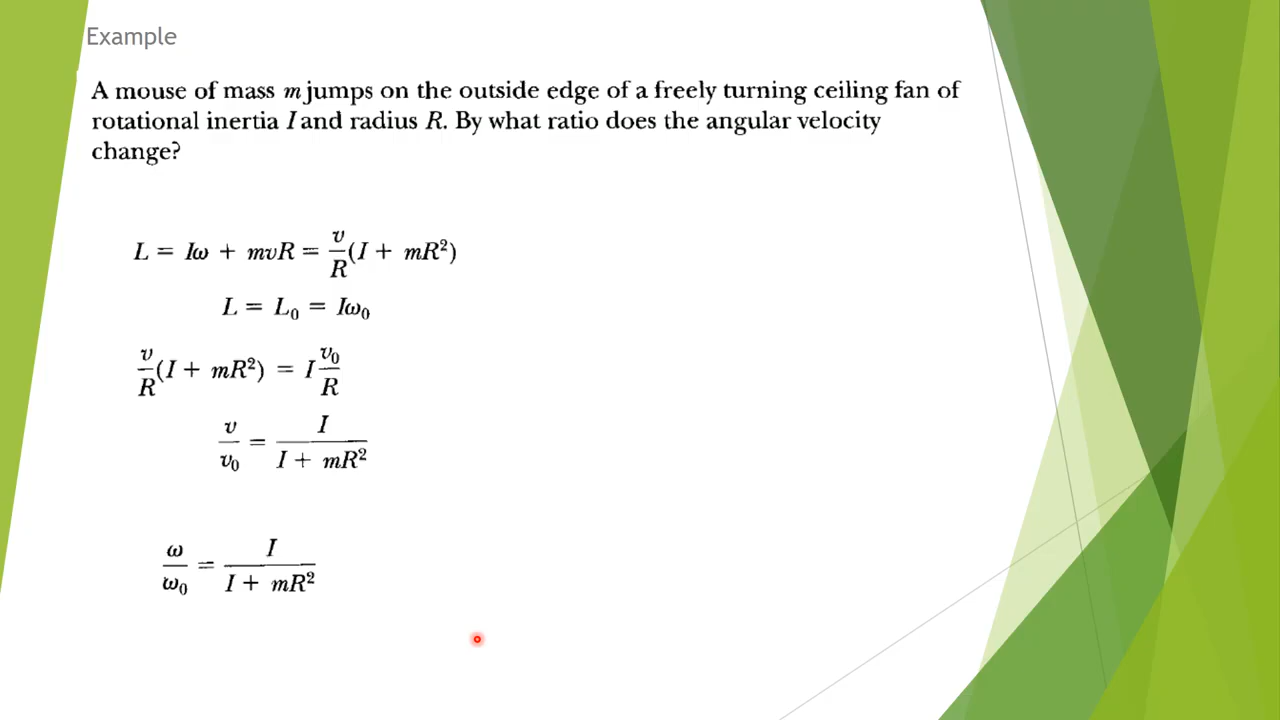 Example
A mouse of mass m jumps on the outside edge of a freely turning ceiling fan of
rotational inertia I and radius R. By what ratio does the angular velocity
change?
L = Iω + mvR = v/R (I + mR²)
L = L₀ = Iω₀
v/R (I + mR²) = I v₀/R
v/v₀ = I/(I + mR²)
ω/ω₀ = I/(I + mR²)